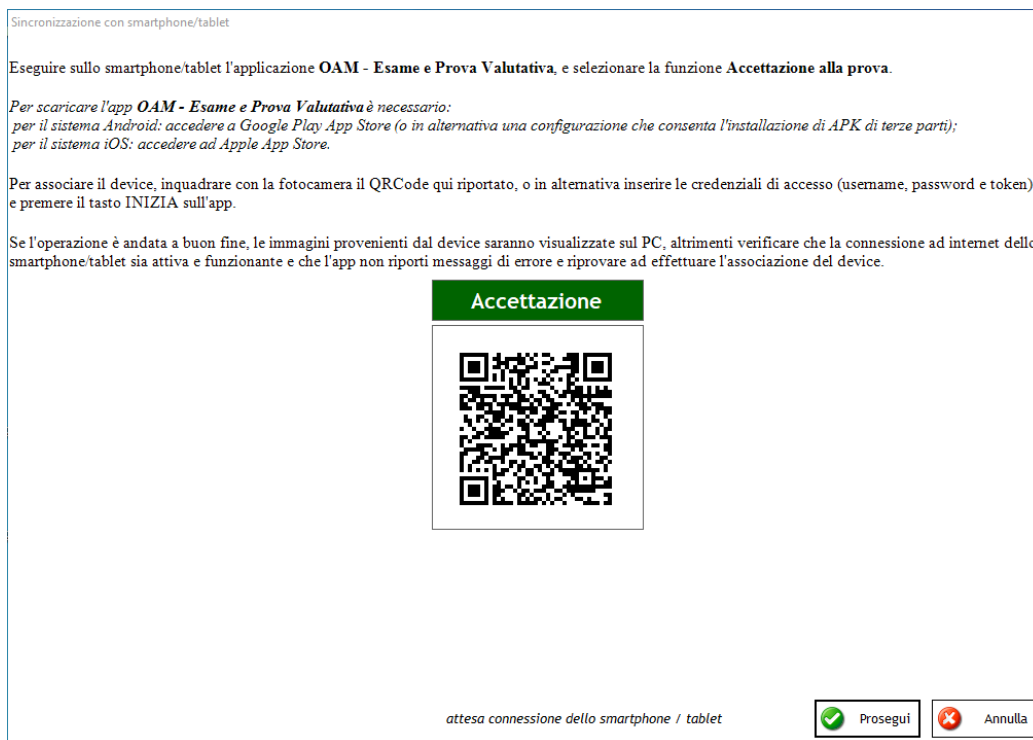 Sincronizzazione con smartphone/tablet
Eseguire sullo smartphone/tablet l'applicazione OAM - Esame e Prova Valutativa, e selezionare la funzione Accettazione alla prova.
Per scaricare l'app OAM - Esame e Prova Valutativa è necessario:
per il sistema Android: accedere a Google Play App Store (o in alternativa una configurazione che consenta l'installazione di APK di terze parti);
per il sistema iOS: accedere ad Apple App Store.
Per associare il device, inquadrare con la fotocamera il QRCode qui riportato, o in alternativa inserire le credenziali di accesso (username, password e token)
e premere il tasto INIZIA sull'app.
Se l'operazione è andata a buon fine, le immagini provenienti dal device saranno visualizzate sul PC, altrimenti verificare che la connessione ad internet dello
smartphone/tablet sia attiva e funzionante e che l'app non riporti messaggi di errore e riprovare ad effettuare l'associazione del device.
Accettazione
attesa connessione dello smartphone / tablet
Prosegui
Annulla